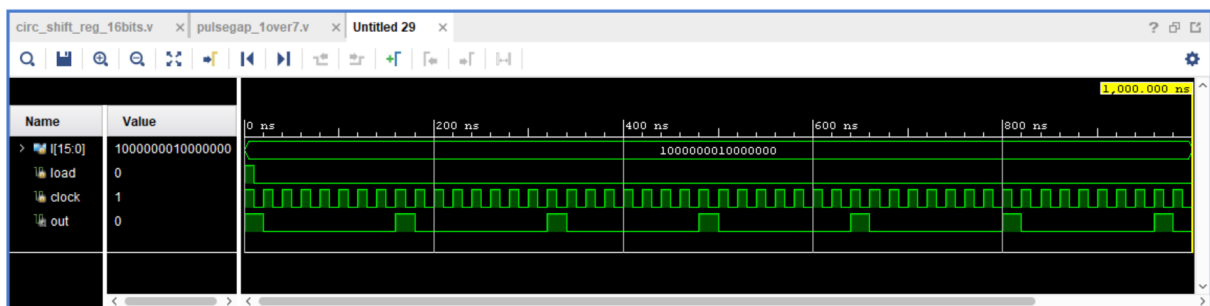 circ_shift_reg_16bits.v × pulsegap_1over7.v × Untitled 29 × ?
1,000.000 ns
Name Value 0 ns 200 ns 400 ns 600 ns 800 ns
> I[15:0] 1000000010000000 1000000010000000
load 0
clock 1
out 0